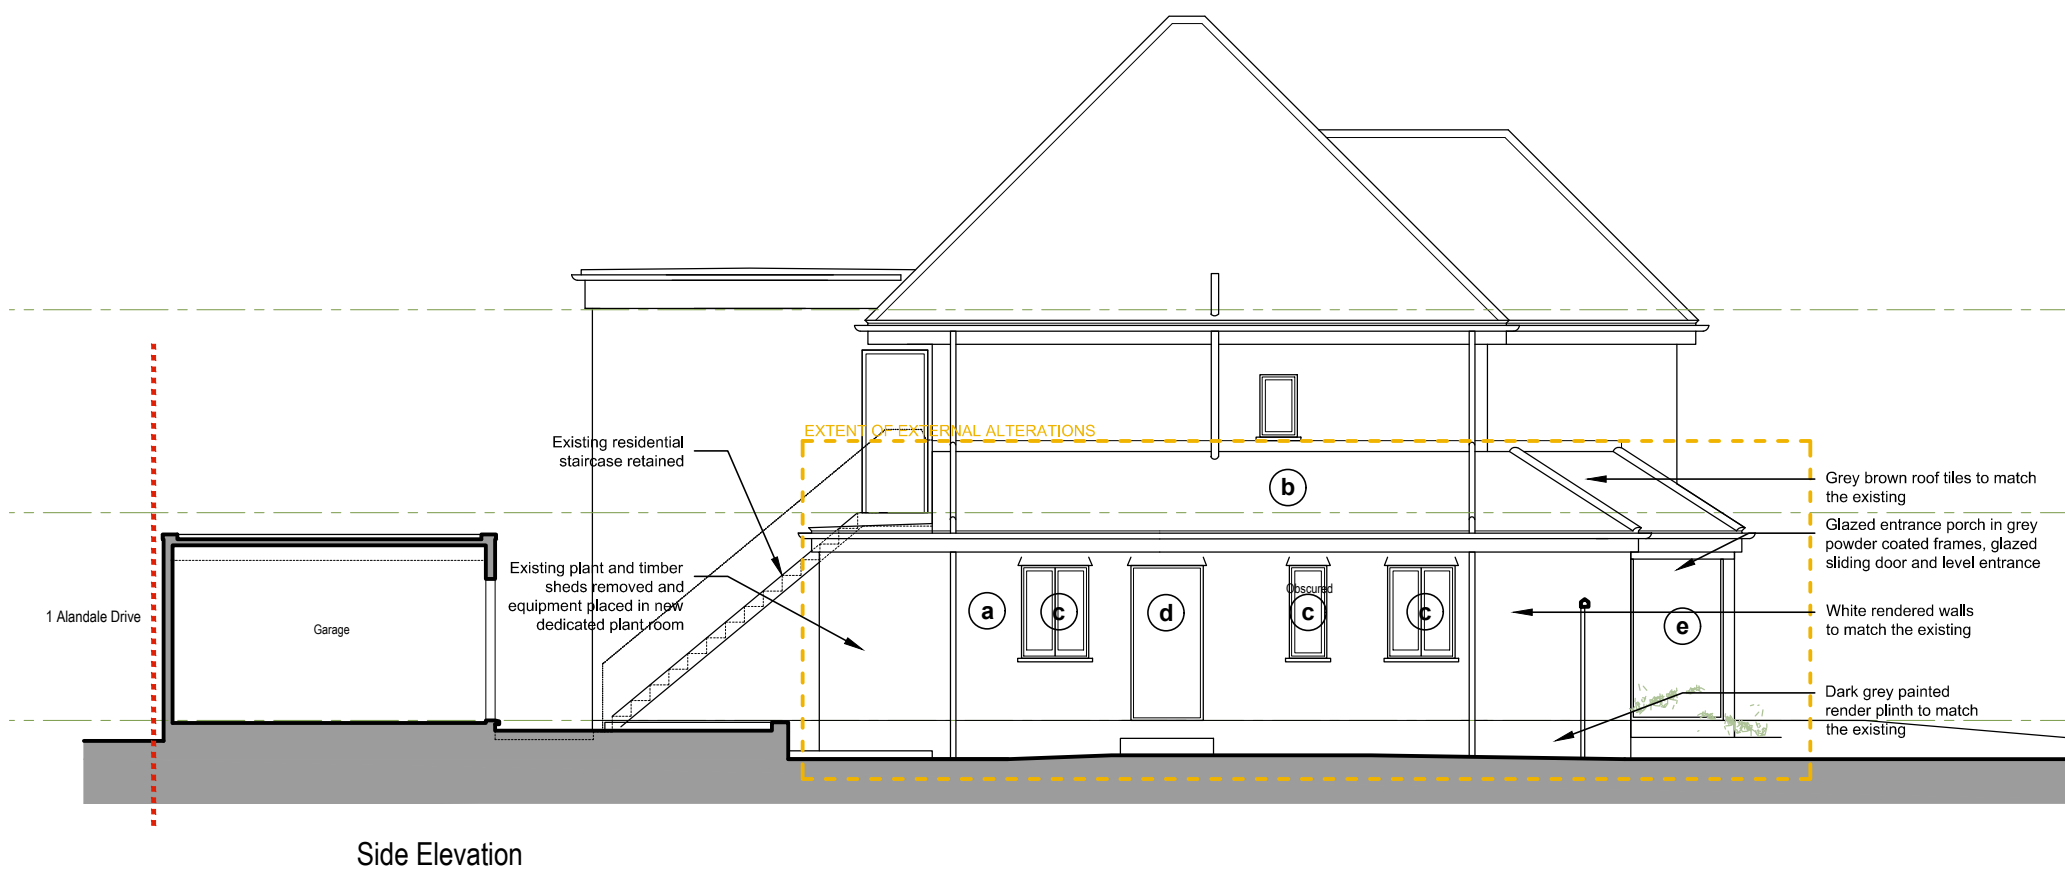 EXTENT OF EXTERNAL ALTERATIONS
Existing residential
staircase retained
b
Grey brown roof tiles to match
the existing
Glazed entrance porch in grey
powder coated frames, glazed
sliding door and level entrance
Existing plant and timber
sheds removed and
equipment placed in new
dedicated plant room
1 Alandale Drive
Garage
a
c
d
Obscured
c
c
e
White rendered walls
to match the existing
Dark grey painted
render plinth to match
the existing
Side Elevation